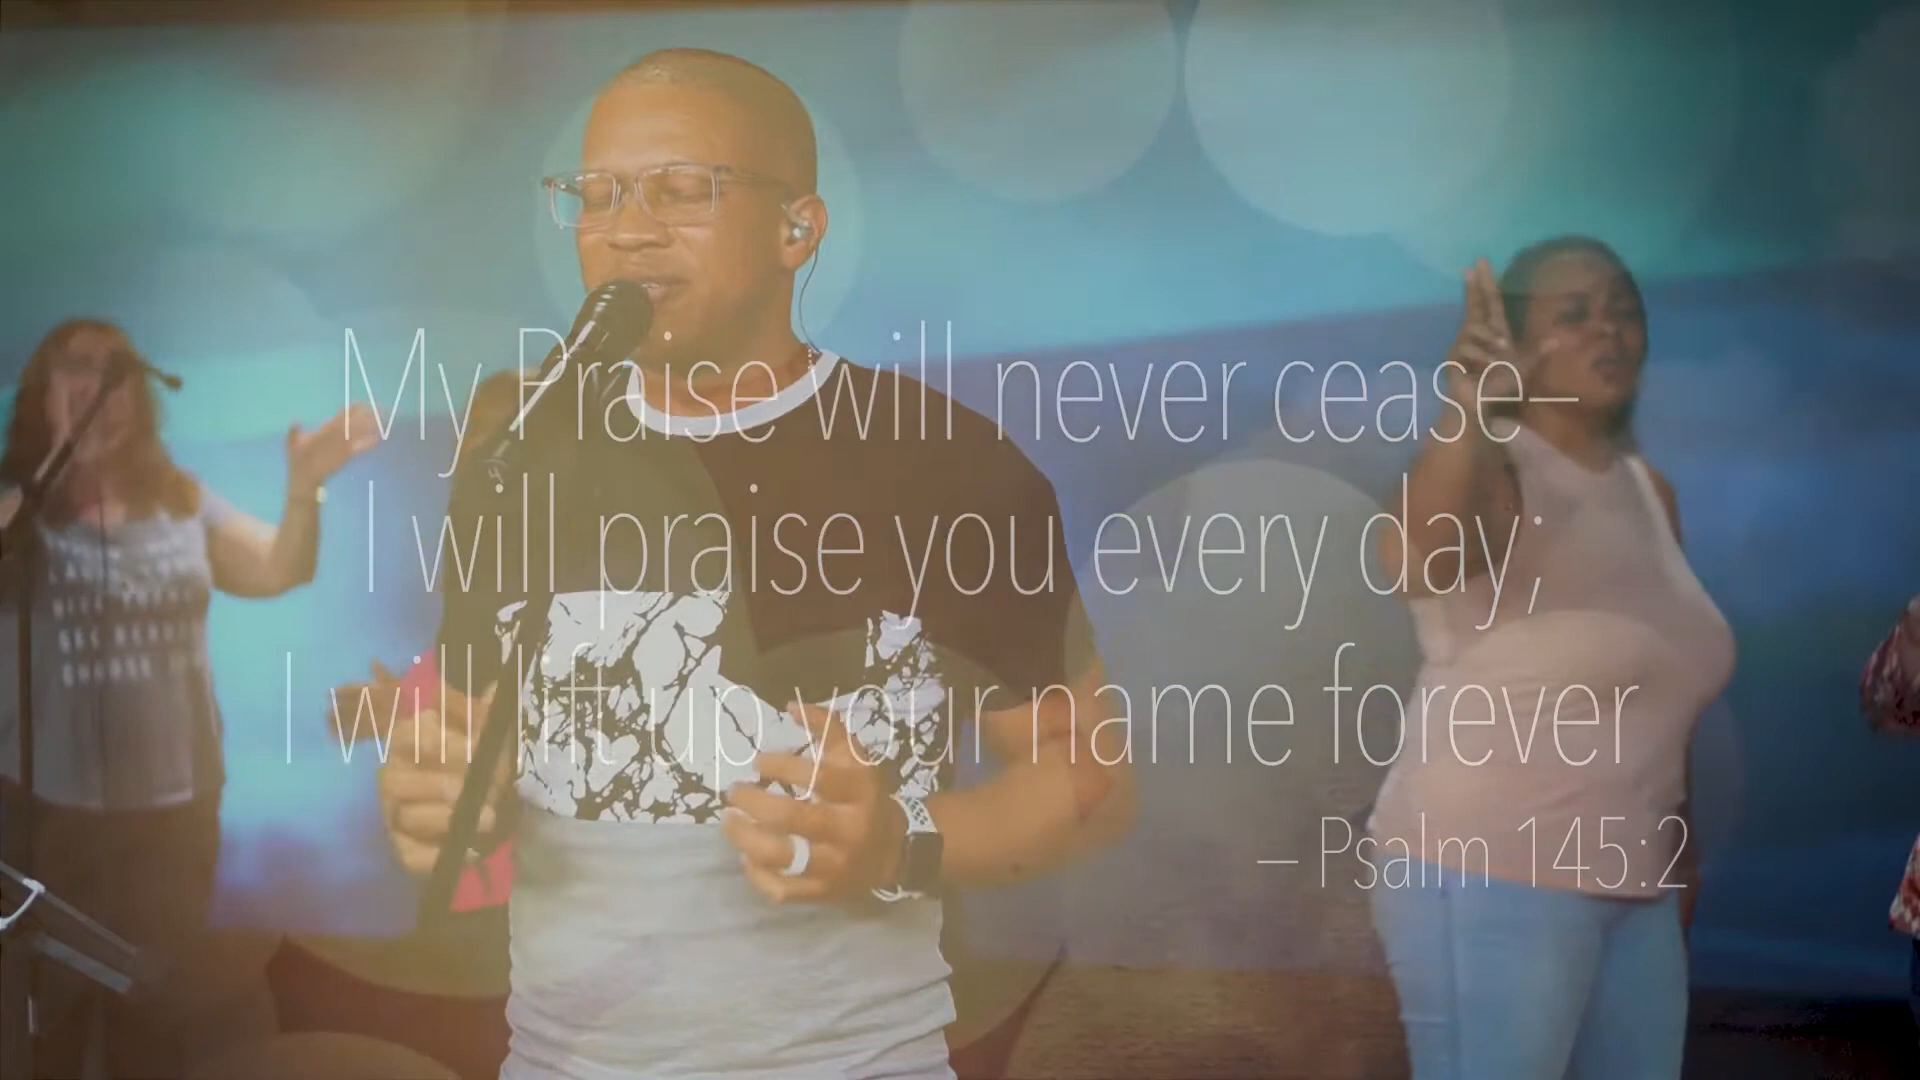 My Praise will never cease–
I will praise you every day;
I will lift up your name forever
– Psalm 145:2